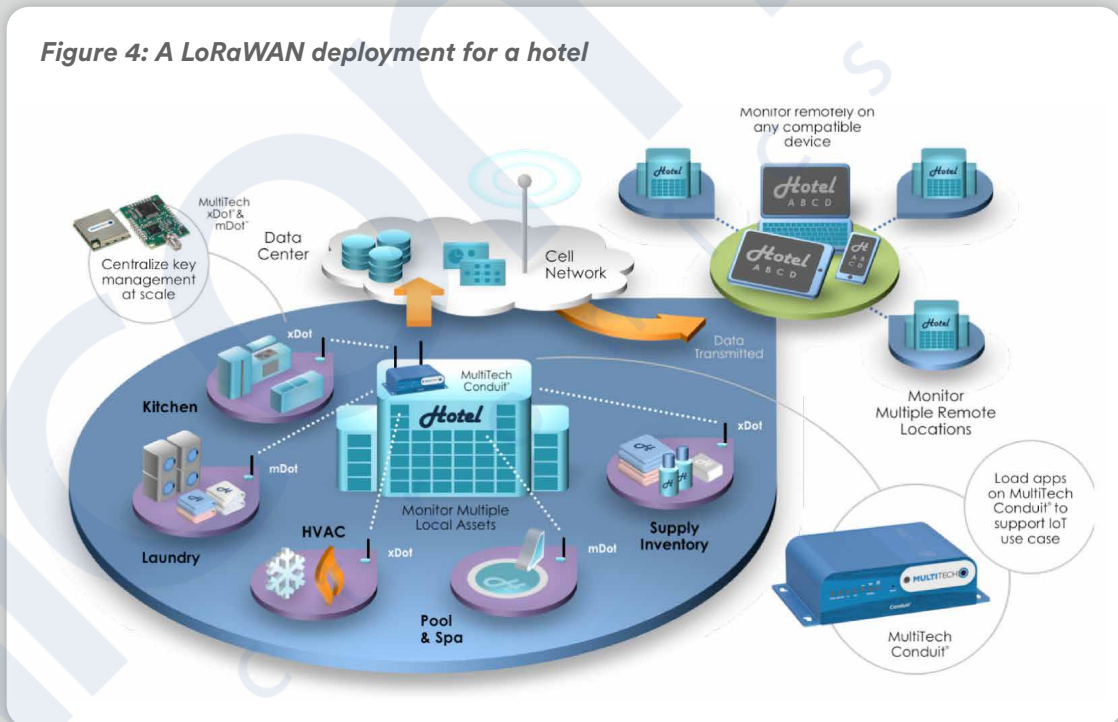 Figure 4: A LoRaWAN deployment for a hotel
Monitor remotely on
any compatible
device
Hotel
Hotel
Hotel
A B C D
Hotel
A B C D
H
A B
C D
Hotel
MultiTech
xDot® &
mDot™
Centralize key
management
at scale
Data
Center
Cell
Network
Data
Transmitted
Monitor
Multiple Remote
Locations
xDot
Kitchen
MultiTech
Conduit®
Hotel
mDot
Laundry
H
H
Monitor Multiple
Local Assets
HVAC
xDot
Pool
& Spa
mDot
H
xDot
H
H
H
Supply
Inventory
Load apps
on MultiTech
Conduit® to
support IoT
use case
MULTITECH
Conduit
MultiTech
Conduit®